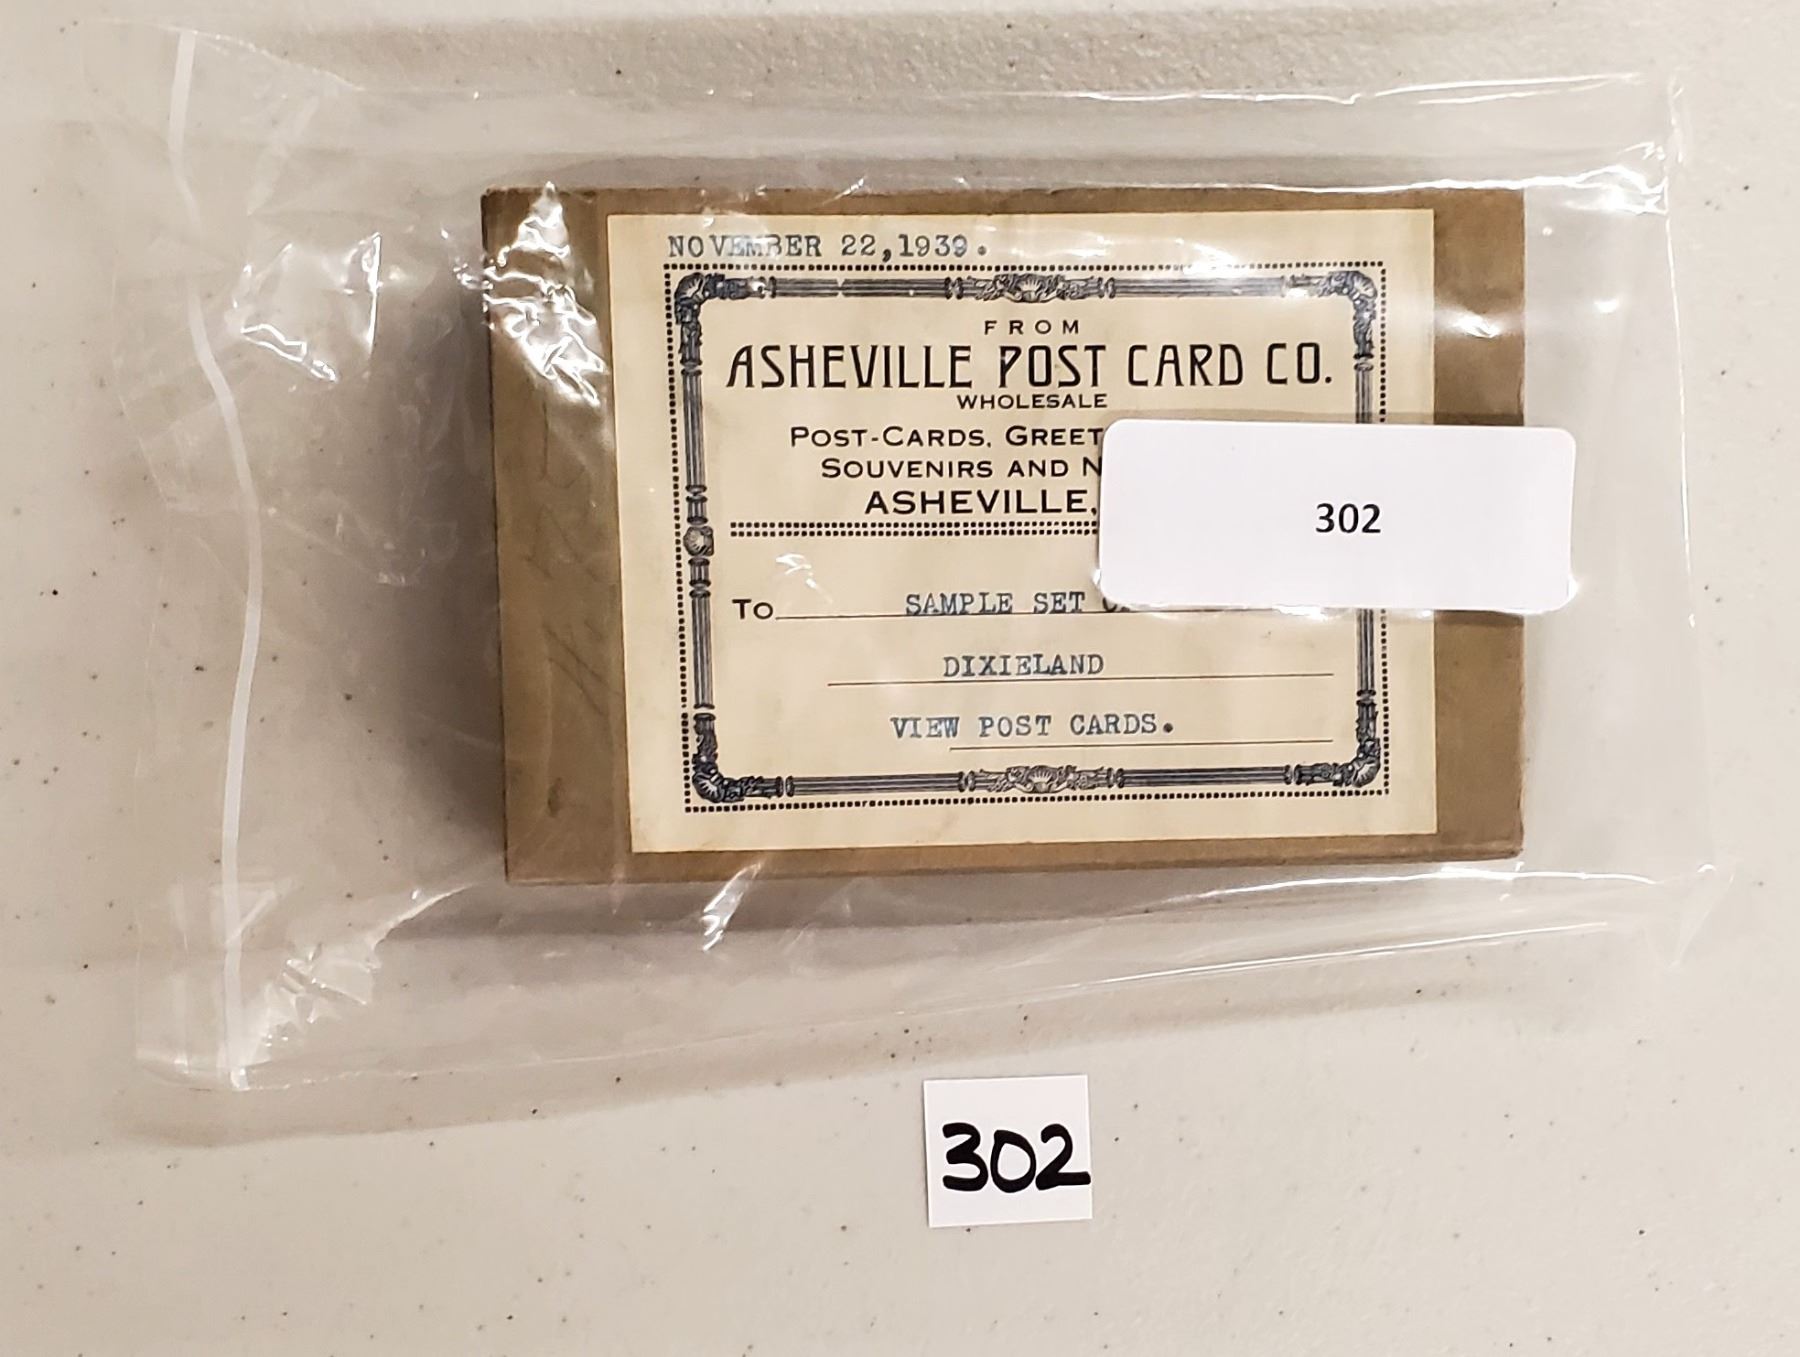 NOVEMBER 22,1939.
FROM
ASHEVILLE POST CARD CO.
WHOLESALE
POST-CARDS, GREET
SOUVENIRS AND N
ASHEVILLE,
302
TO SAMPLE SET
DIXIELAND
VIEW POST CARDS.
302